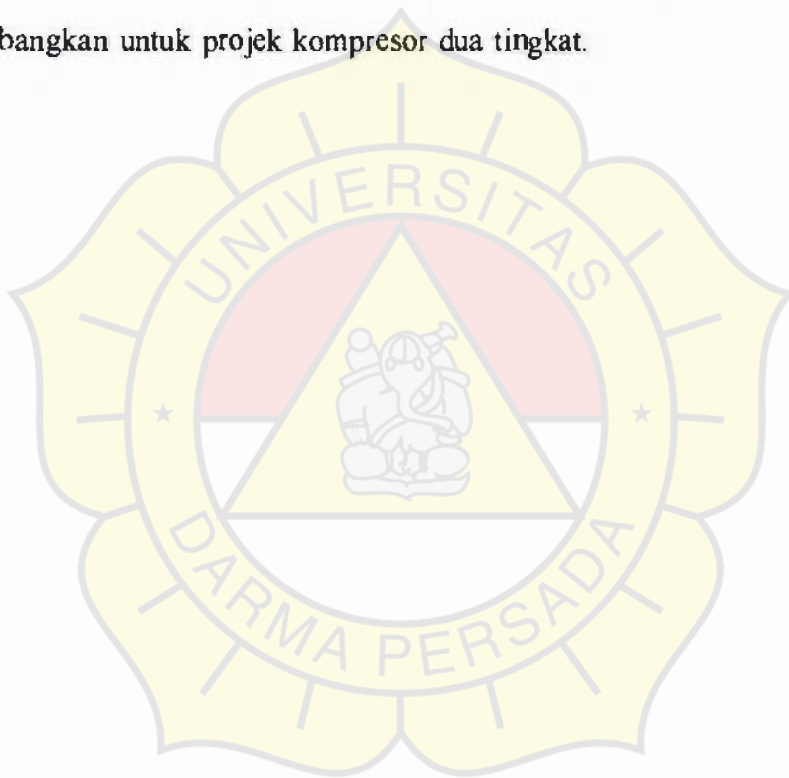 bangkan untuk projek kompresor dua tingkat.
UNIVERSITAS
DARMA PERSADA